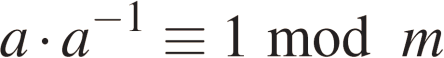 a · a⁻¹ ≡ 1 mod m